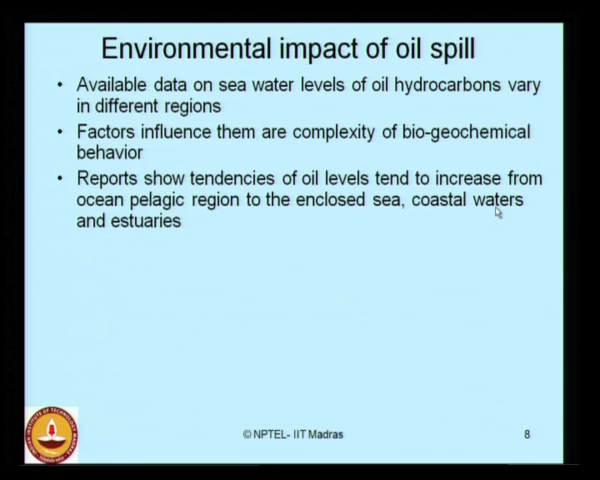 Environmental impact of oil spill
• Available data on sea water levels of oil hydrocarbons vary
in different regions
• Factors influence them are complexity of bio-geochemical
behavior
• Reports show tendencies of oil levels tend to increase from
ocean pelagic region to the enclosed sea, coastal waters
and estuaries
© NPTEL- IIT Madras
8